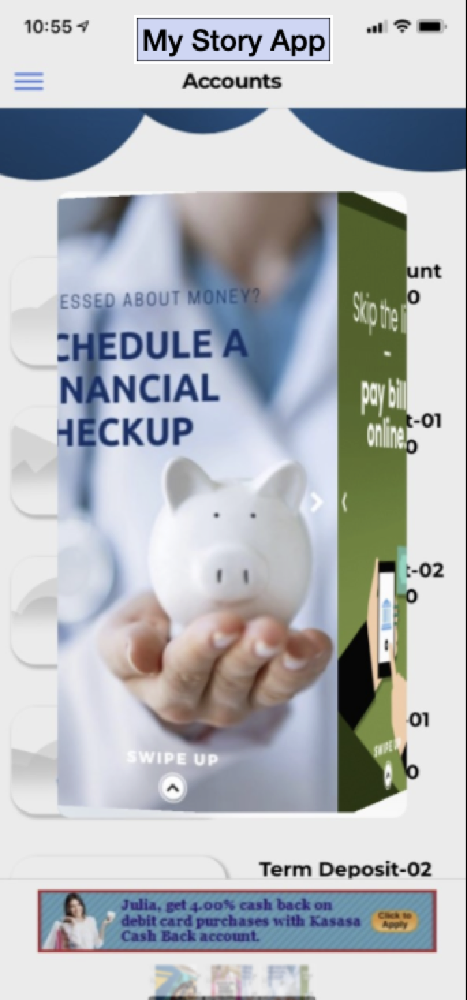 10:55
My Story App
Accounts
ESSED ABOUT MONEY?
CHEDULE A
NANCIAL
HECKUP
SWIPE UP
Skip the li
–
pay bill
online.
SWIPE U
unt
0
t-01
0
t-02
0
-01
0
Term Deposit-02
Julia, get 4.00% cash back on
debit card purchases with Kasasa
Cash Back account.
Click to
Apply